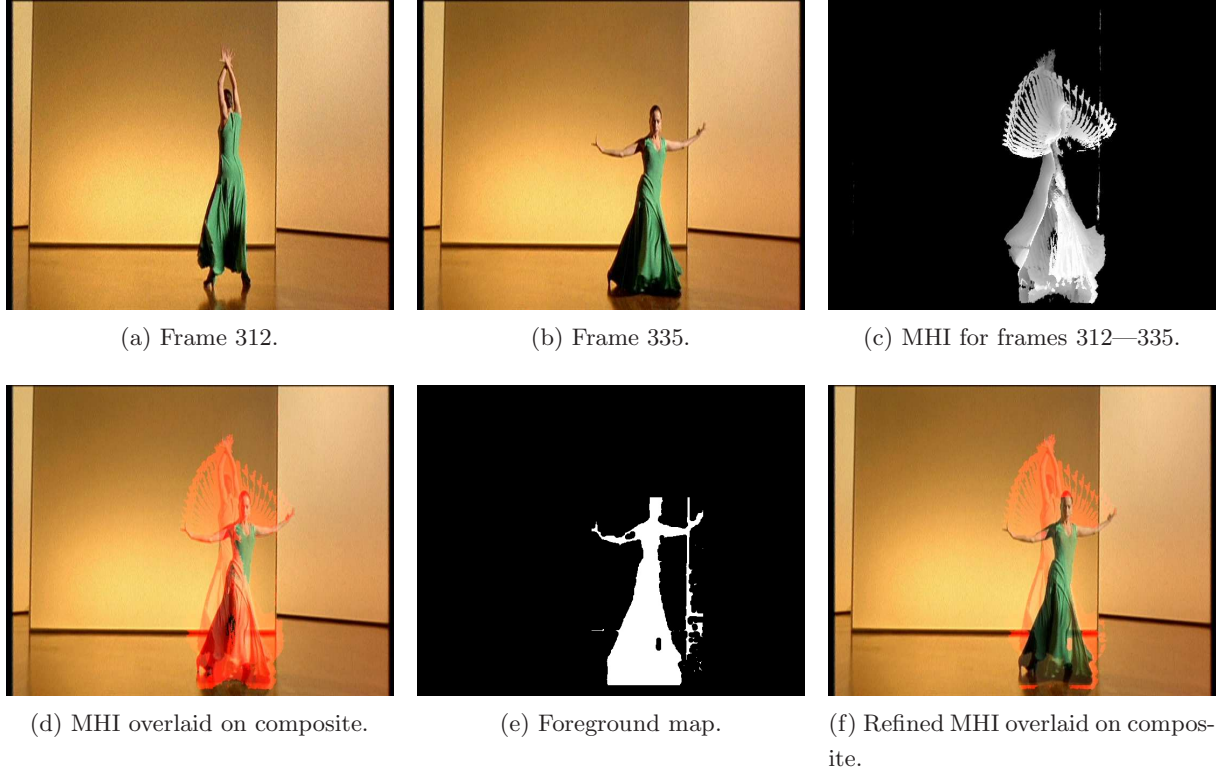 (a) Frame 312.
(b) Frame 335.
(c) MHI for frames 312—335.
(d) MHI overlaid on composite.
(e) Foreground map.
(f) Refined MHI overlaid on compos-
ite.